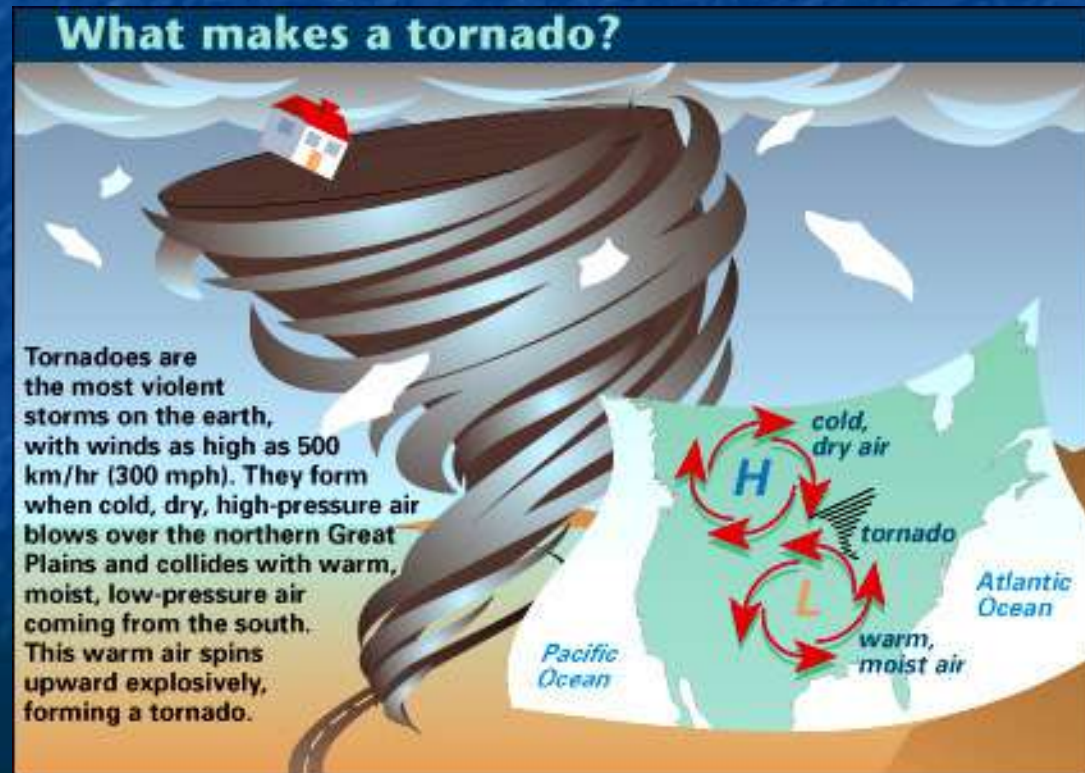 What makes a tornado?
Tornadoes are
the most violent
storms on the earth,
with winds as high as 500
km/hr (300 mph). They form
when cold, dry, high-pressure air
blows over the northern Great
Plains and collides with warm,
moist, low-pressure air
coming from the south.
This warm air spins
upward explosively,
forming a tornado.
cold,
dry air
H
tornado
L
warm,
moist air
Pacific
Ocean
Atlantic
Ocean